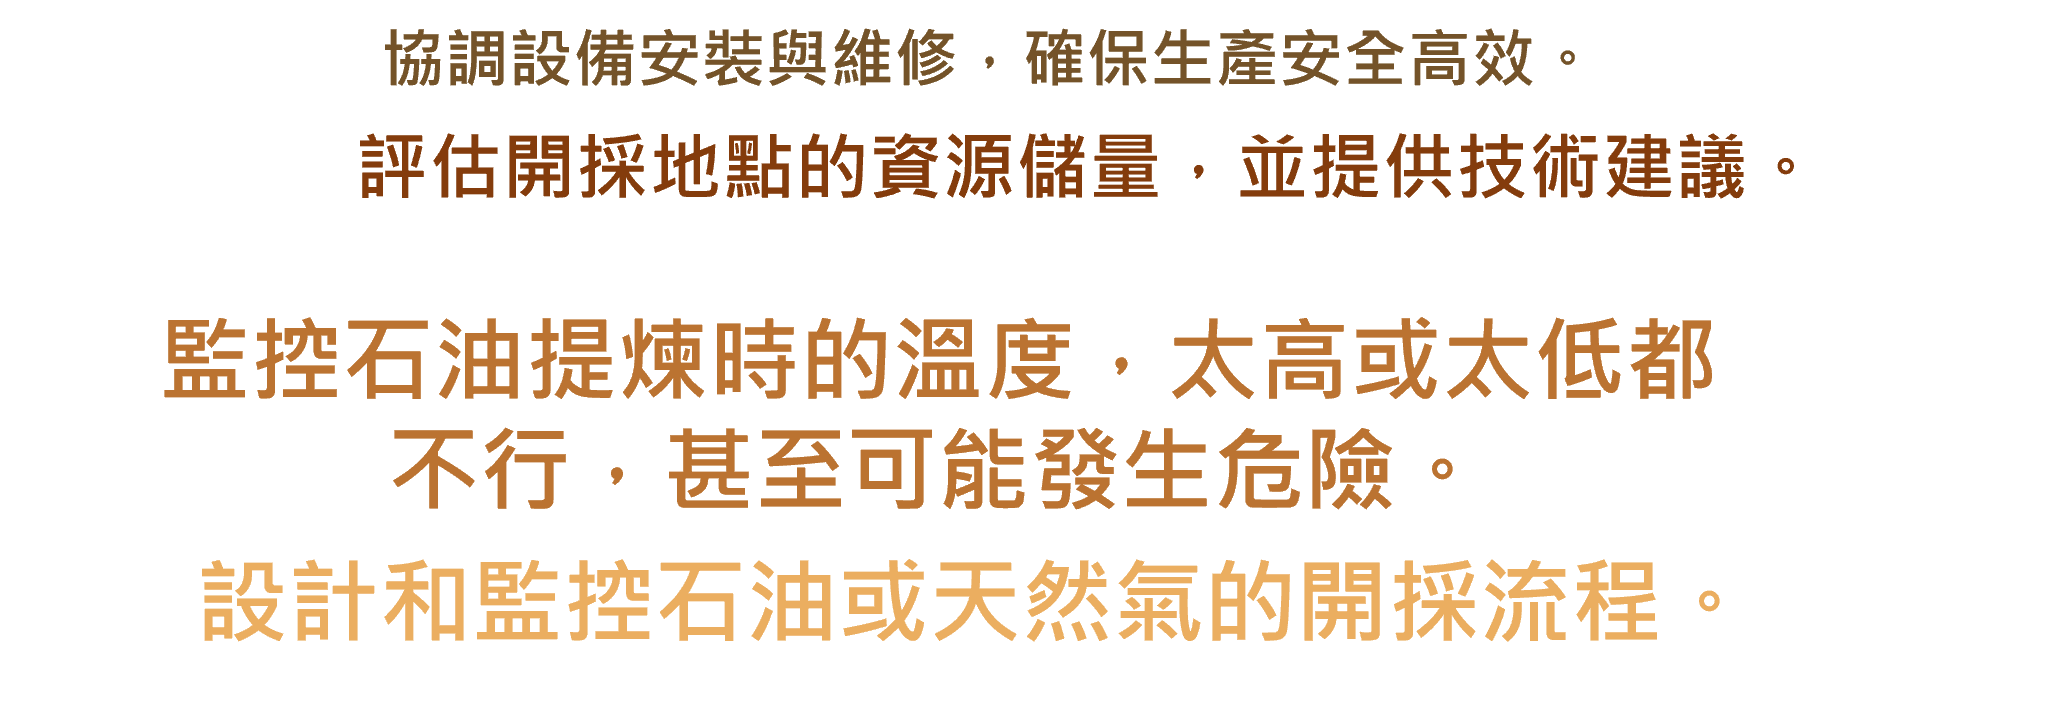 協調設備安裝與維修，確保生產安全高效。
評估開採地點的資源儲量，並提供技術建議。
監控石油提煉時的溫度，太高或太低都
不行，甚至可能發生危險。
設計和監控石油或天然氣的開採流程。